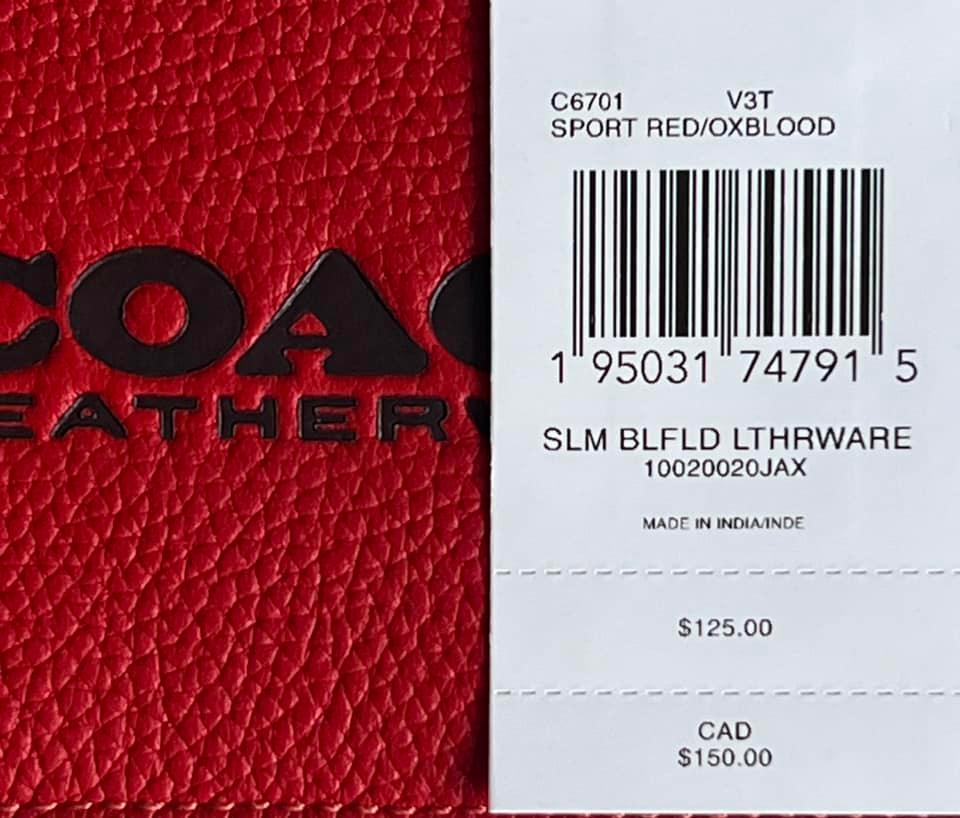 COAC
EATHER
C6701 V3T
SPORT RED/OXBLOOD
1 95031 74791 5
SLM BLFLD LTHRWARE
10020020JAX
MADE IN INDIA/INDE
$125.00
CAD
$150.00